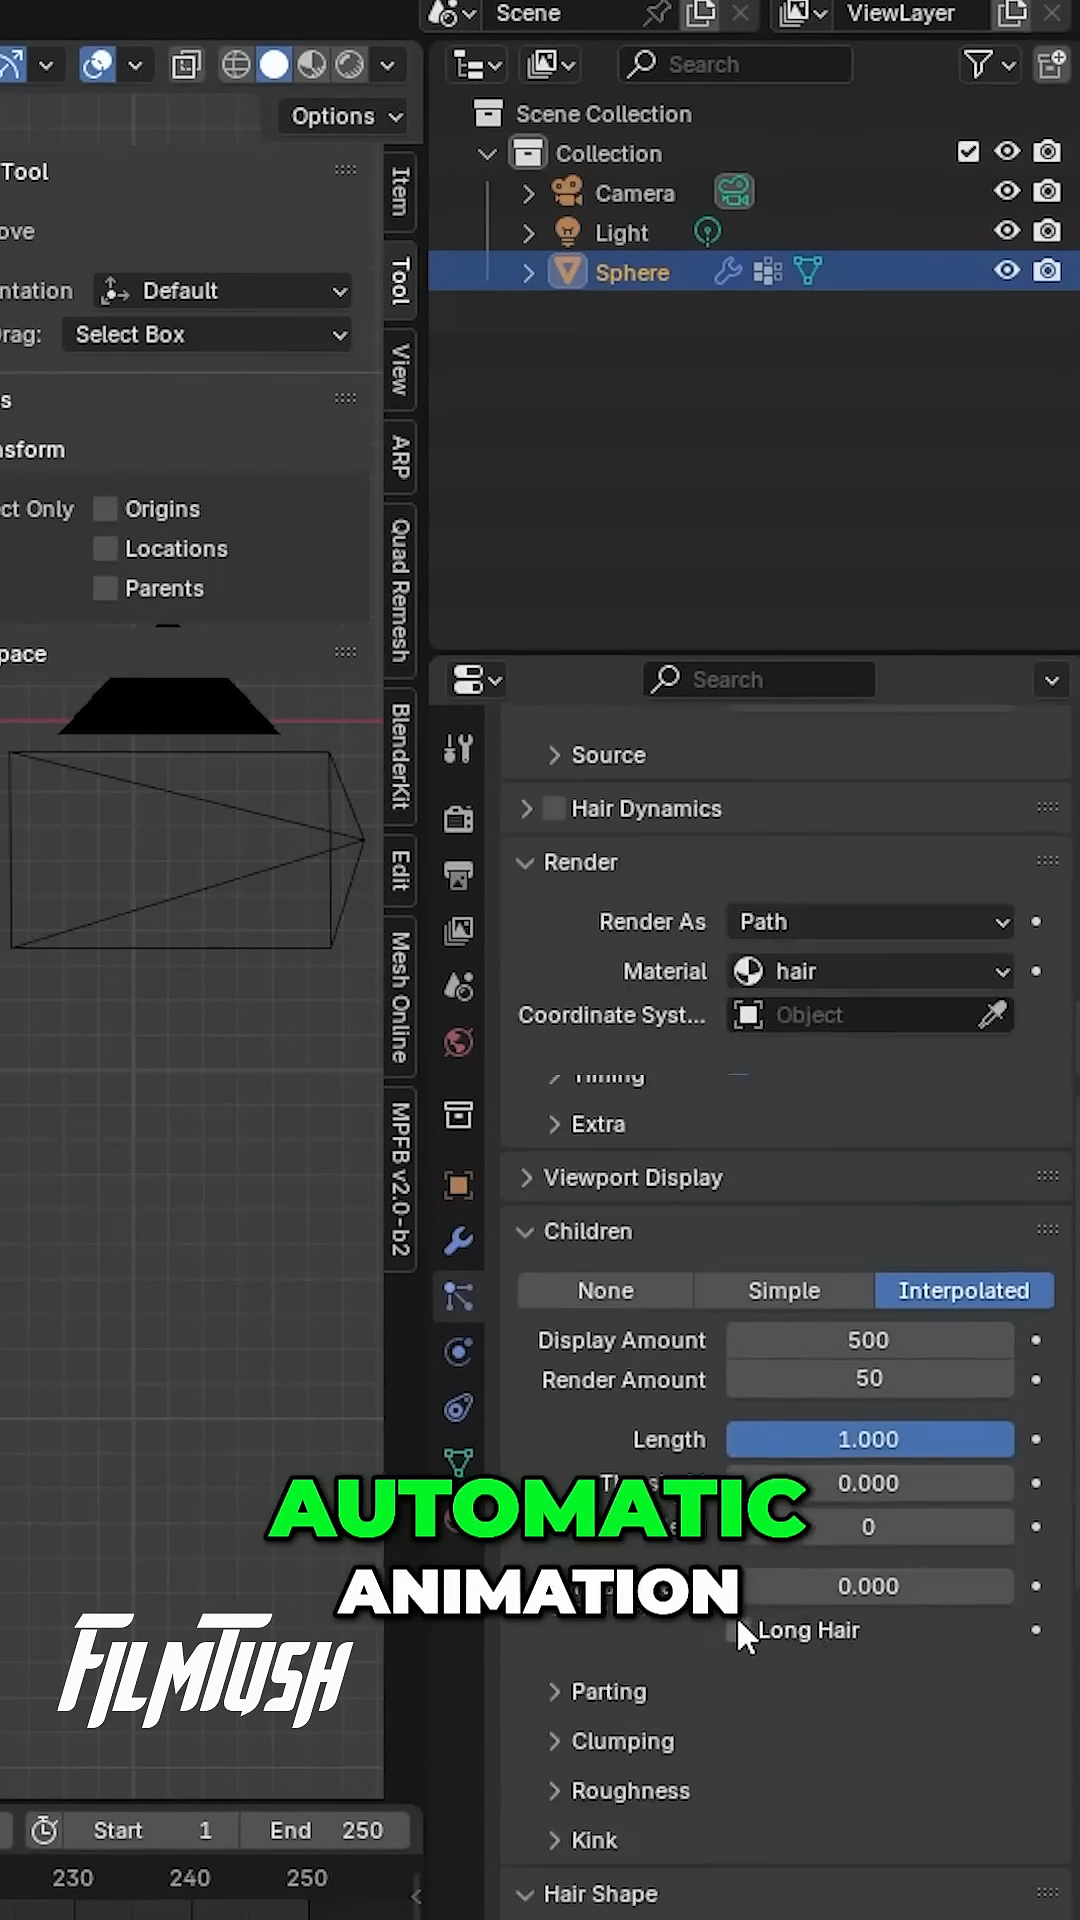 Scene
ViewLayer
Search
Options
Scene Collection
Collection
Camera
Light
Sphere
Tool
ove
ntation
Default
Drag:
Select Box
s
nsform
ct Only
Origins
Locations
Parents
pace
Item
Tool
View
ARP
Quad Remesh
BlenderKit
Edit
Mesh Online
MPFB v2.0-b2
Search
Source
Hair Dynamics
Render
Render As
Path
Material
hair
Coordinate Syst...
Object
Timing
Extra
Viewport Display
Children
None
Simple
Interpolated
Display Amount
500
Render Amount
50
Length
1.000
0.000
0
0.000
Long Hair
AUTOMATIC
ANIMATION
FILMTUSH
Parting
Clumping
Roughness
Kink
Hair Shape
Start 1
End 250
230
240
250